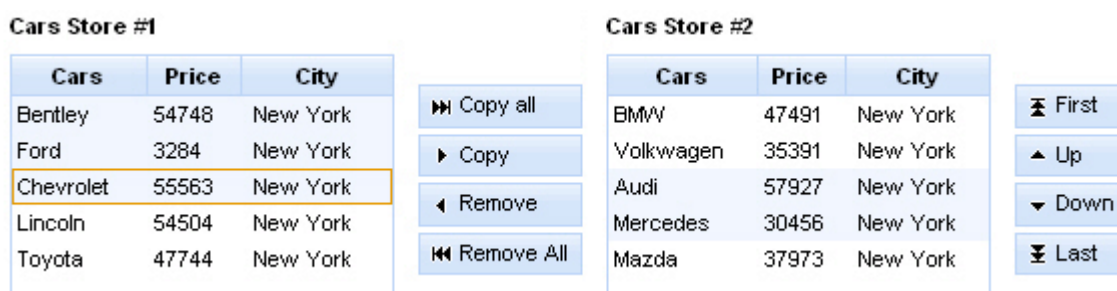 Cars Store #1
Cars Price City
Bentley 54748 New York
Ford 3284 New York
Chevrolet 55563 New York
Lincoln 54504 New York
Toyota 47744 New York
Copy all
Copy
Remove
Remove All
Cars Store #2
Cars Price City
BMW 47491 New York
Volkwagen 35391 New York
Audi 57927 New York
Mercedes 30456 New York
Mazda 37973 New York
First
Up
Down
Last